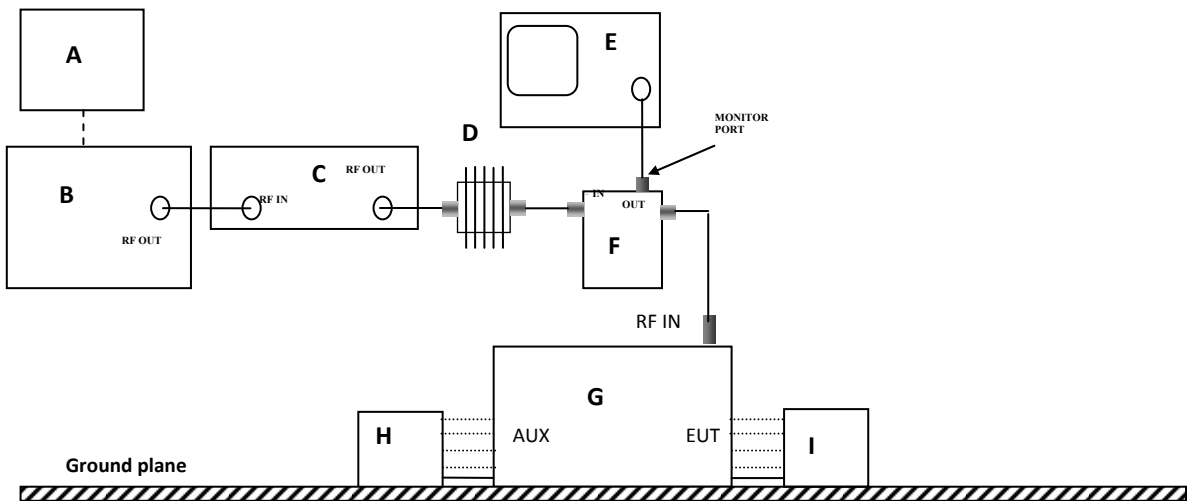 A
E
D
MONITOR
PORT
B
C
RF OUT
RF IN
IN
OUT
RF OUT
F
RF IN
G
H
AUX
EUT
I
Ground plane